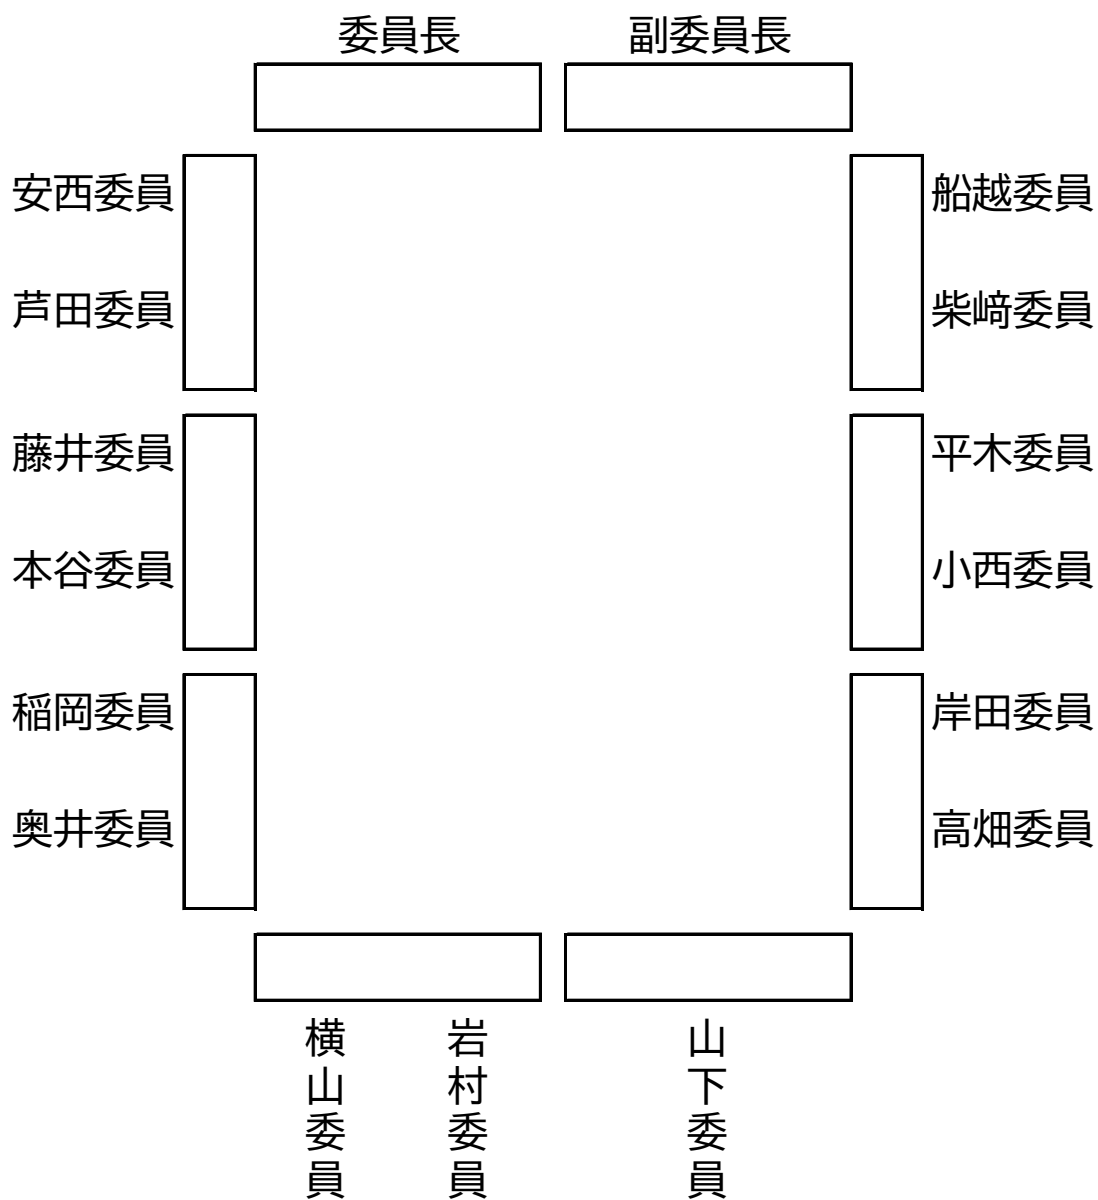 委員長 副委員長
安西委員 船越委員
芦田委員 柴﨑委員
藤井委員 平木委員
本谷委員 小西委員
稲岡委員 岸田委員
奥井委員 高畑委員
横山委員
岩村委員
山下委員